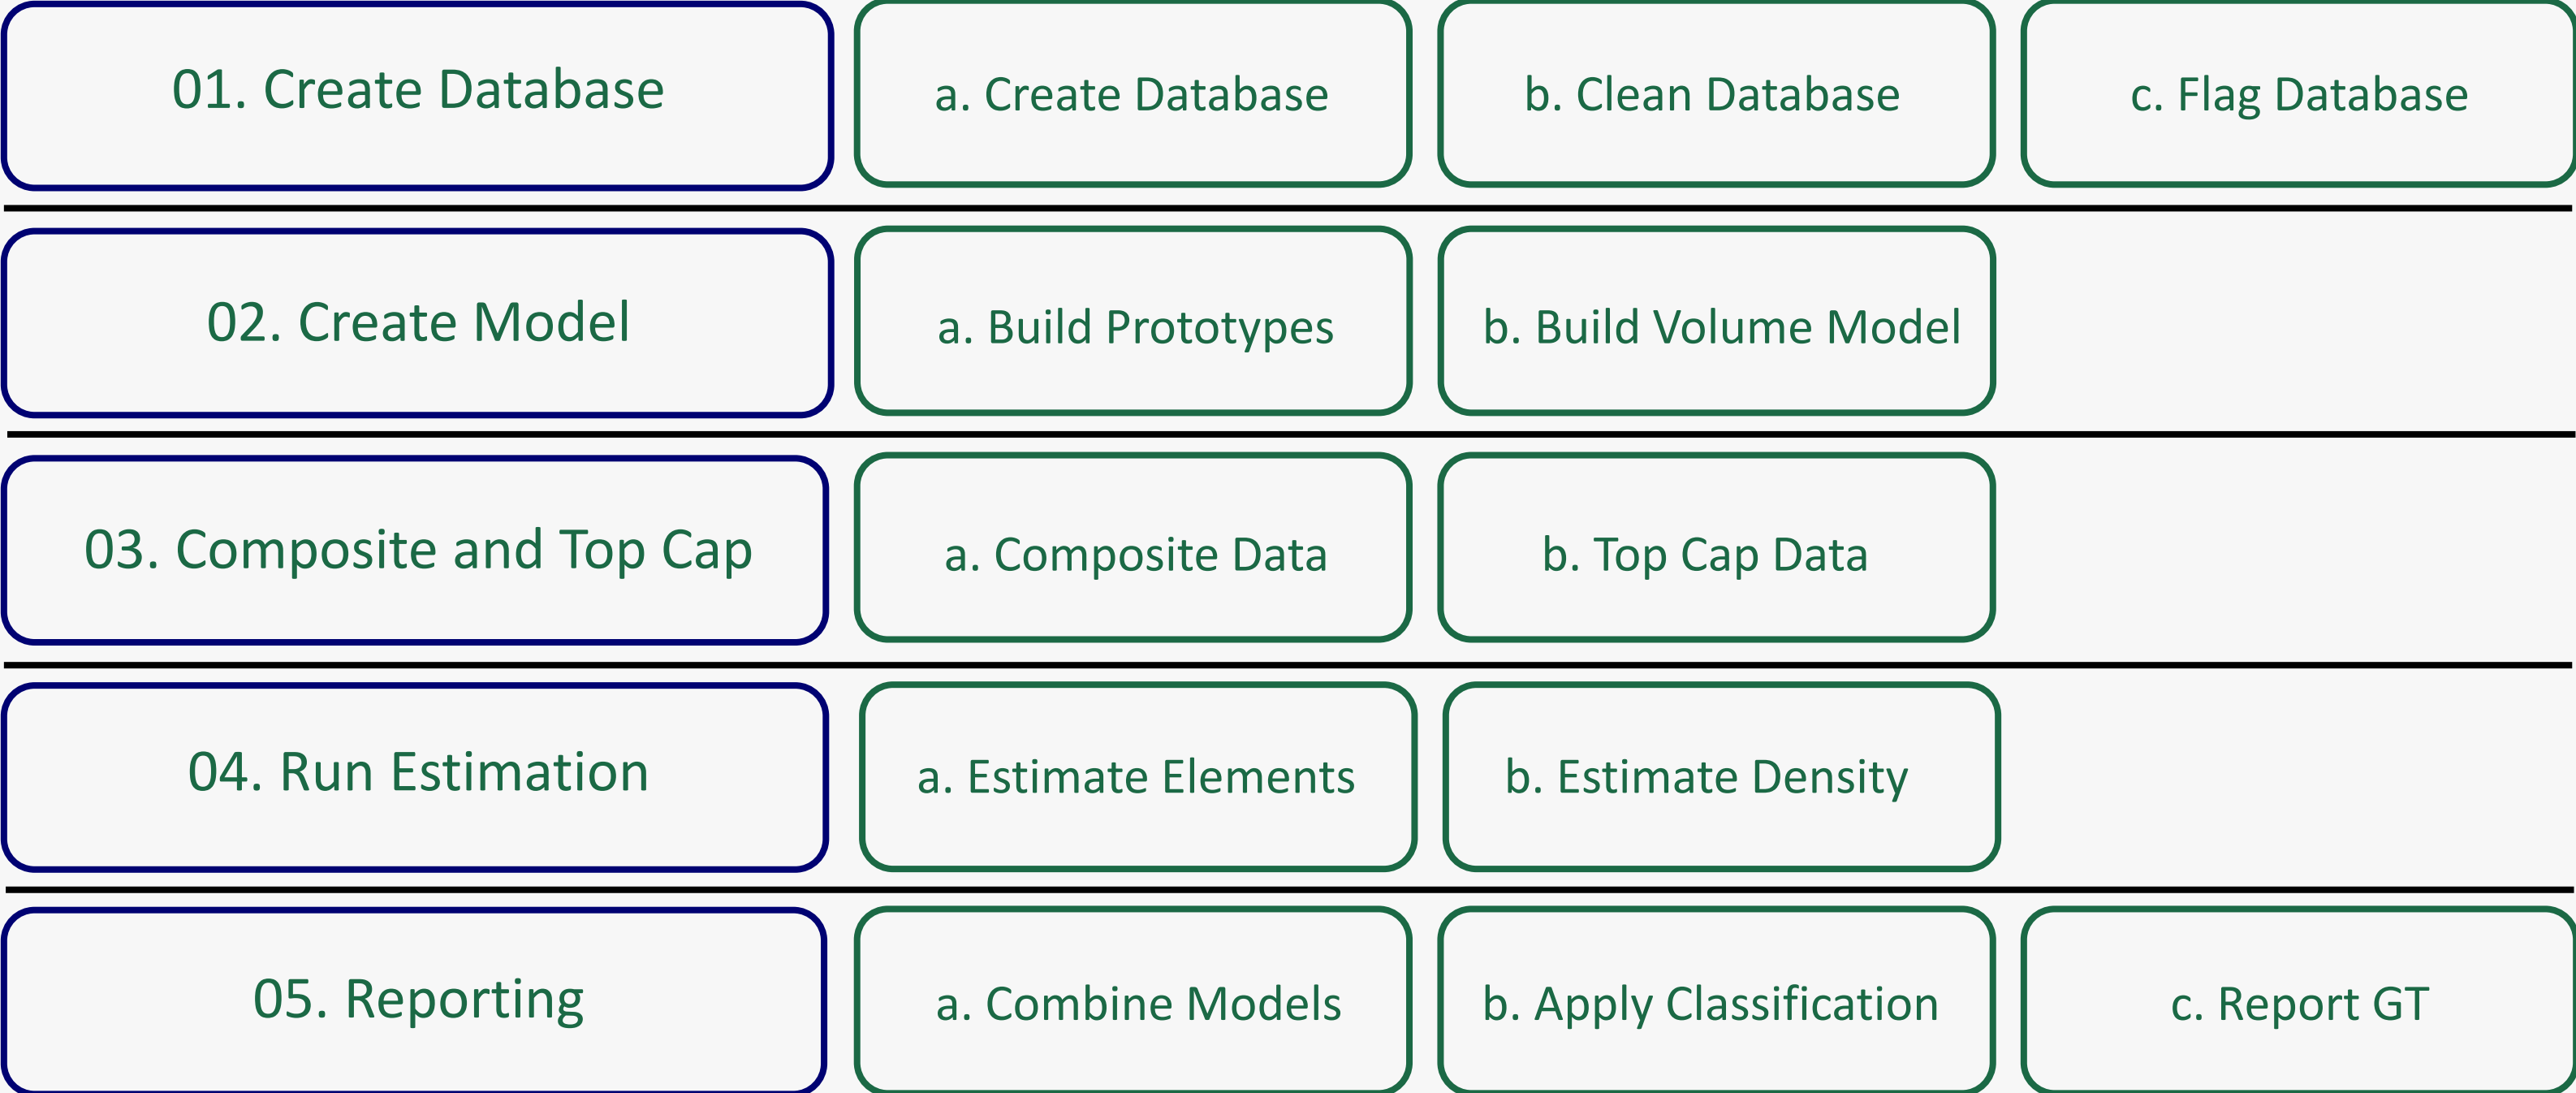 01. Create Database
a. Create Database
b. Clean Database
c. Flag Database
02. Create Model
a. Build Prototypes
b. Build Volume Model
03. Composite and Top Cap
a. Composite Data
b. Top Cap Data
04. Run Estimation
a. Estimate Elements
b. Estimate Density
05. Reporting
a. Combine Models
b. Apply Classification
c. Report GT